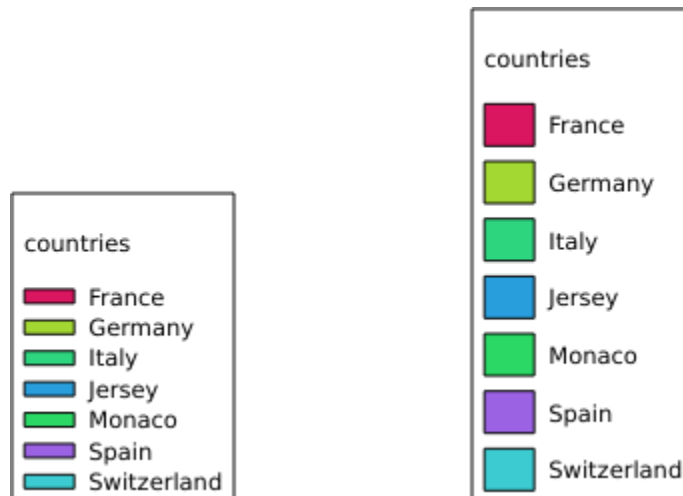 countries
France
Germany
Italy
Jersey
Monaco
Spain
Switzerland
countries
France
Germany
Italy
Jersey
Monaco
Spain
Switzerland